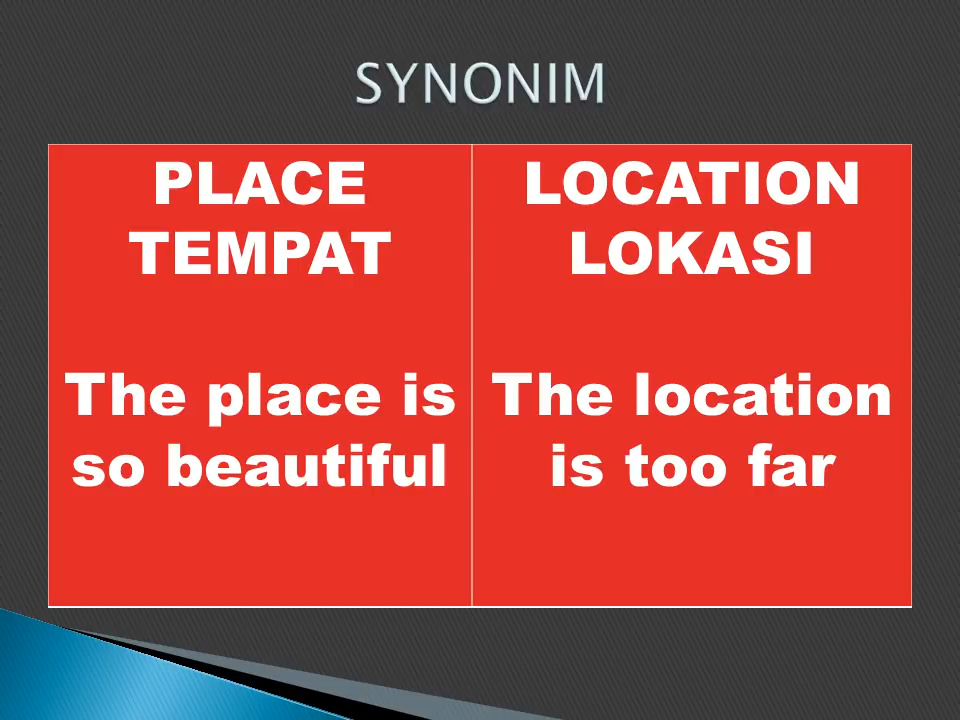 SYNONIM
PLACE
TEMPAT
The place is
so beautiful
LOCATION
LOKASI
The location
is too far